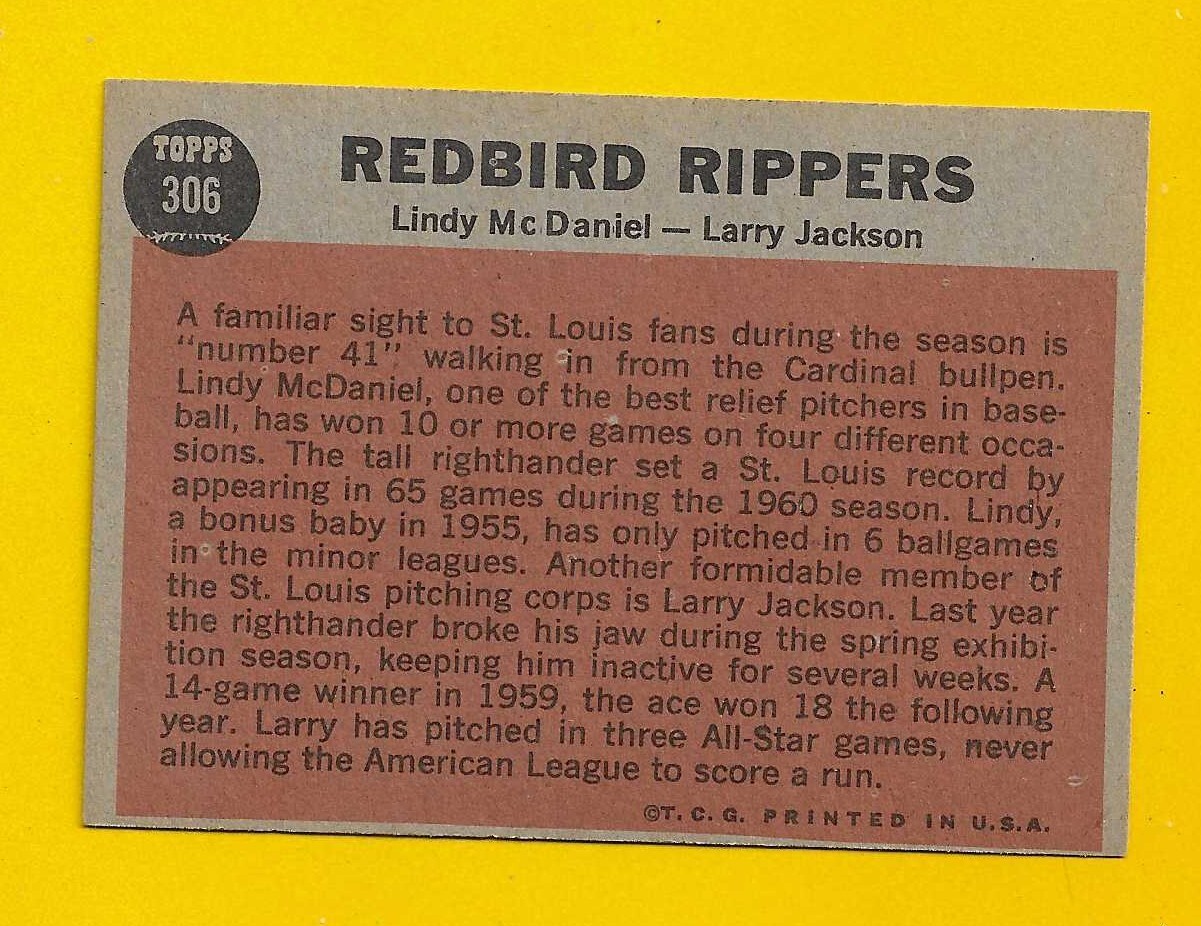 TOPPS
306
REDBIRD RIPPERS
Lindy McDaniel — Larry Jackson
A familiar sight to St. Louis fans during the season is
"number 41" walking in from the Cardinal bullpen.
Lindy McDaniel, one of the best relief pitchers in base-
ball, has won 10 or more games on four different occa-
sions. The tall righthander set a St. Louis record by
appearing in 65 games during the 1960 season. Lindy,
a bonus baby in 1955, has only pitched in 6 ballgames
in the minor leagues. Another formidable member of
the St. Louis pitching corps is Larry Jackson. Last year
the righthander broke his jaw during the spring exhibi-
tion season, keeping him inactive for several weeks. A
14-game winner in 1959, the ace won 18 the following
year. Larry has pitched in three All-Star games, never
allowing the American League to score a run.
©T. C. G. PRINTED IN U.S.A.